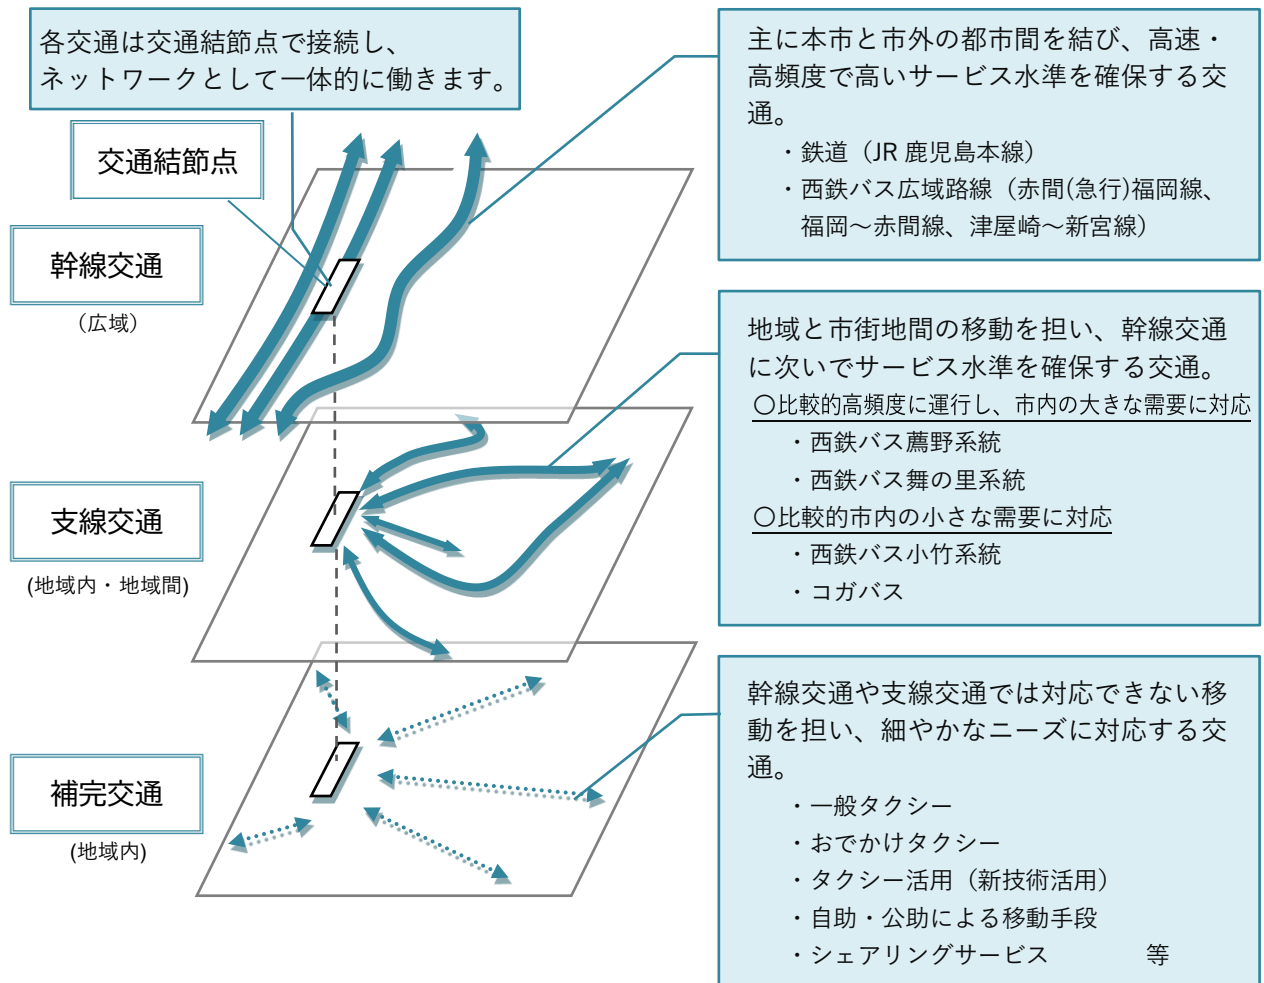 各交通は交通結節点で接続し、
ネットワークとして一体的に働きます。
交通結節点
幹線交通
（広域）
主に本市と市外の都市間を結び、高速・
高頻度で高いサービス水準を確保する交
通。
・鉄道（JR 鹿児島本線）
・西鉄バス広域路線（赤間(急行)福岡線、
福岡～赤間線、津屋崎～新宮線）
支線交通
(地域内・地域間)
地域と市街地間の移動を担い、幹線交通
に次いでサービス水準を確保する交通。
〇比較的高頻度に運行し、市内の大きな需要に対応
・西鉄バス薦野系統
・西鉄バス舞の里系統
〇比較的市内の小さな需要に対応
・西鉄バス小竹系統
・コガバス
補完交通
(地域内)
幹線交通や支線交通では対応できない移
動を担い、細やかなニーズに対応する交
通。
・一般タクシー
・おでかけタクシー
・タクシー活用（新技術活用）
・自助・公助による移動手段
・シェアリングサービス　　　　等